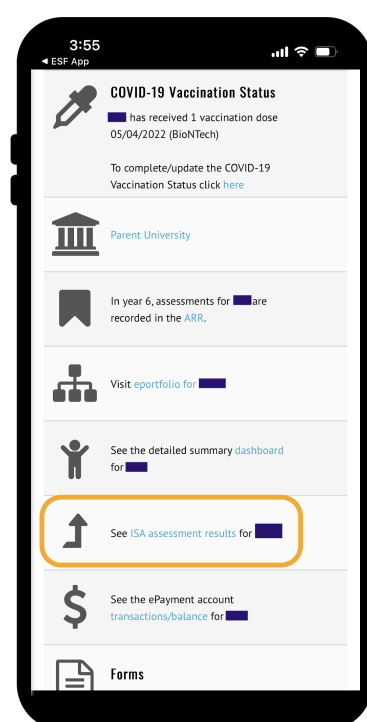 3:55
◀ ESF App
COVID-19 Vaccination Status
has received 1 vaccination dose
05/04/2022 (BioNTech)
To complete/update the COVID-19
Vaccination Status click here
Parent University
In year 6, assessments for are
recorded in the ARR.
Visit eportfolio for
See the detailed summary dashboard
for
See ISA assessment results for
See the ePayment account
transactions/balance for
Forms